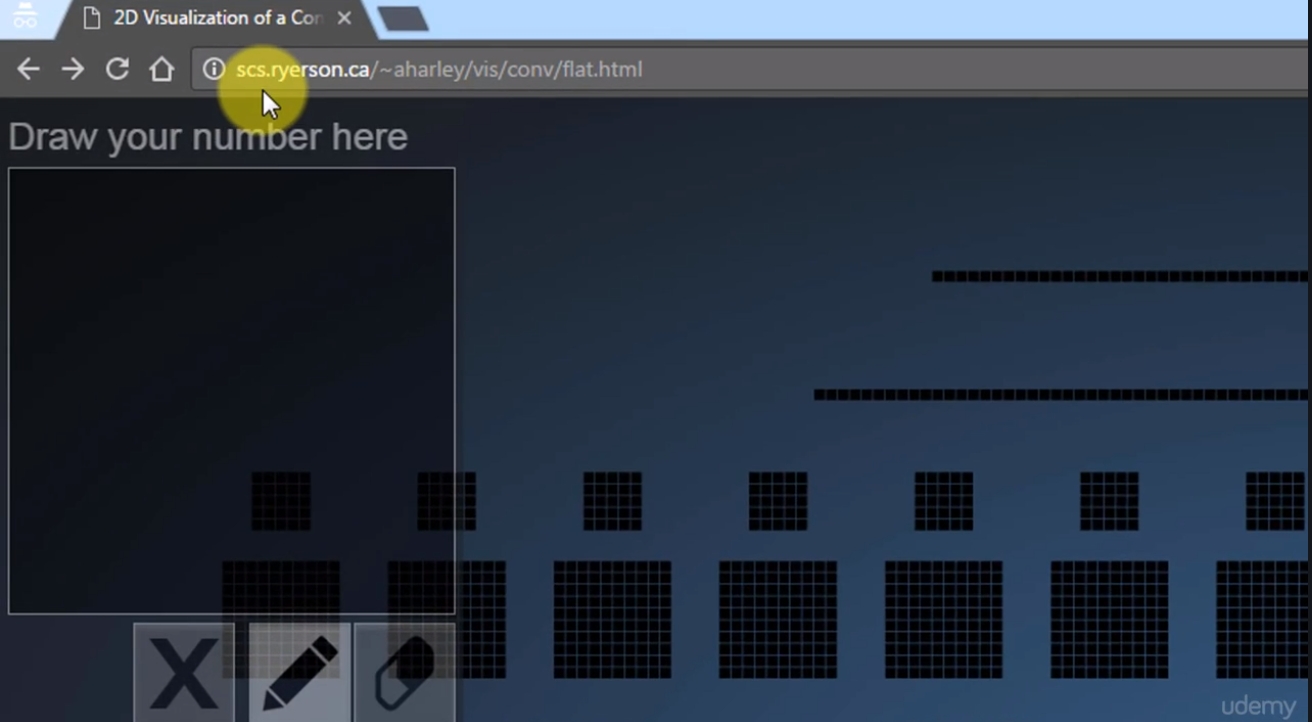 2D Visualization of a Con
scs.ryerson.ca/~aharley/vis/conv/flat.html
Draw your number here
X
udemy